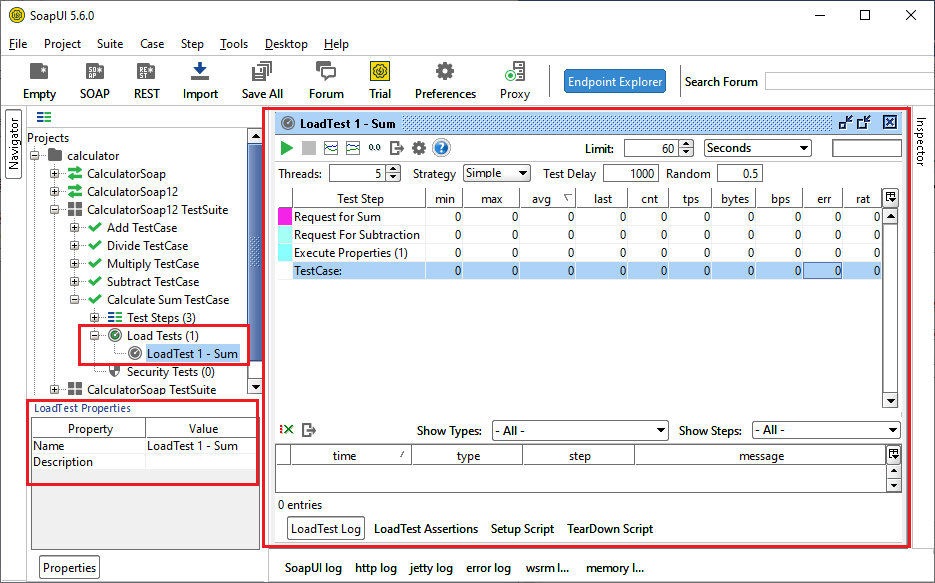 SoapUI 5.6.0
File Project Suite Case Step Tools Desktop Help
SO AP
RE ST
Empty SOAP REST Import Save All Forum Trial Preferences Proxy
Endpoint Explorer
Search Forum
Navigator
Projects
calculator
CalculatorSoap
CalculatorSoap12
CalculatorSoap12 TestSuite
Add TestCase
Divide TestCase
Multiply TestCase
Subtract TestCase
Calculate Sum TestCase
Test Steps (3)
Load Tests (1)
LoadTest 1 - Sum
Security Tests (0)
CalculatorSoap TestSuite
LoadTest Properties
Property Value
Name LoadTest 1 - Sum
Description
Properties
LoadTest 1 - Sum
0.0 ? Limit: 60 Seconds
Threads: 5 Strategy Simple Test Delay 1000 Random 0.5
Test Step min max avg last cnt tps bytes bps err rat
Request for Sum 0 0 0 0 0 0 0 0 0 0
Request For Subtraction 0 0 0 0 0 0 0 0 0 0
Execute Properties (1) 0 0 0 0 0 0 0 0 0 0
TestCase: 0 0 0 0 0 0 0 0 0 0
Show Types: - All - Show Steps: - All -
time type step message
0 entries
LoadTest Log LoadTest Assertions Setup Script TearDown Script
SoapUI log http log jetty log error log wsrm l... memory l...
Inspector